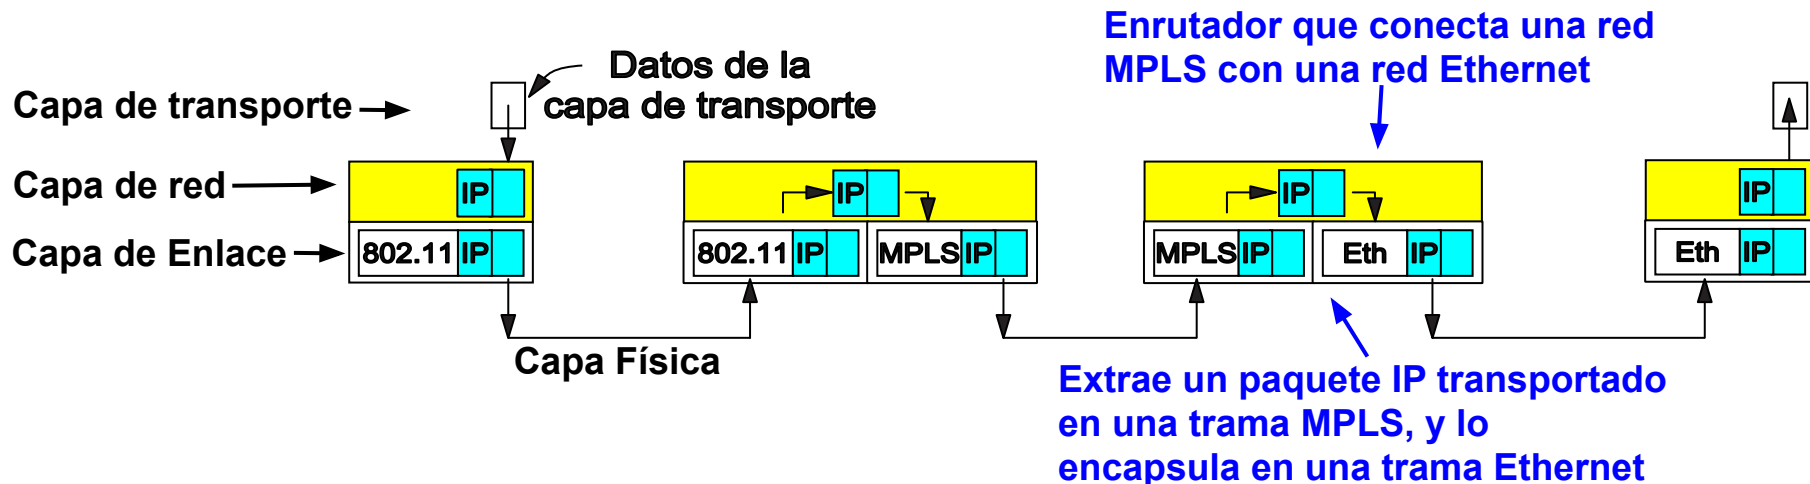 Enrutador que conecta una red
MPLS con una red Ethernet
Datos de la
capa de transporte
Capa de transporte
Capa de red
IP
IP
IP
IP
Capa de Enlace
802.11 IP
802.11 IP
MPLS IP
MPLS IP
Eth IP
Eth IP
Capa Física
Extrae un paquete IP transportado
en una trama MPLS, y lo
encapsula en una trama Ethernet